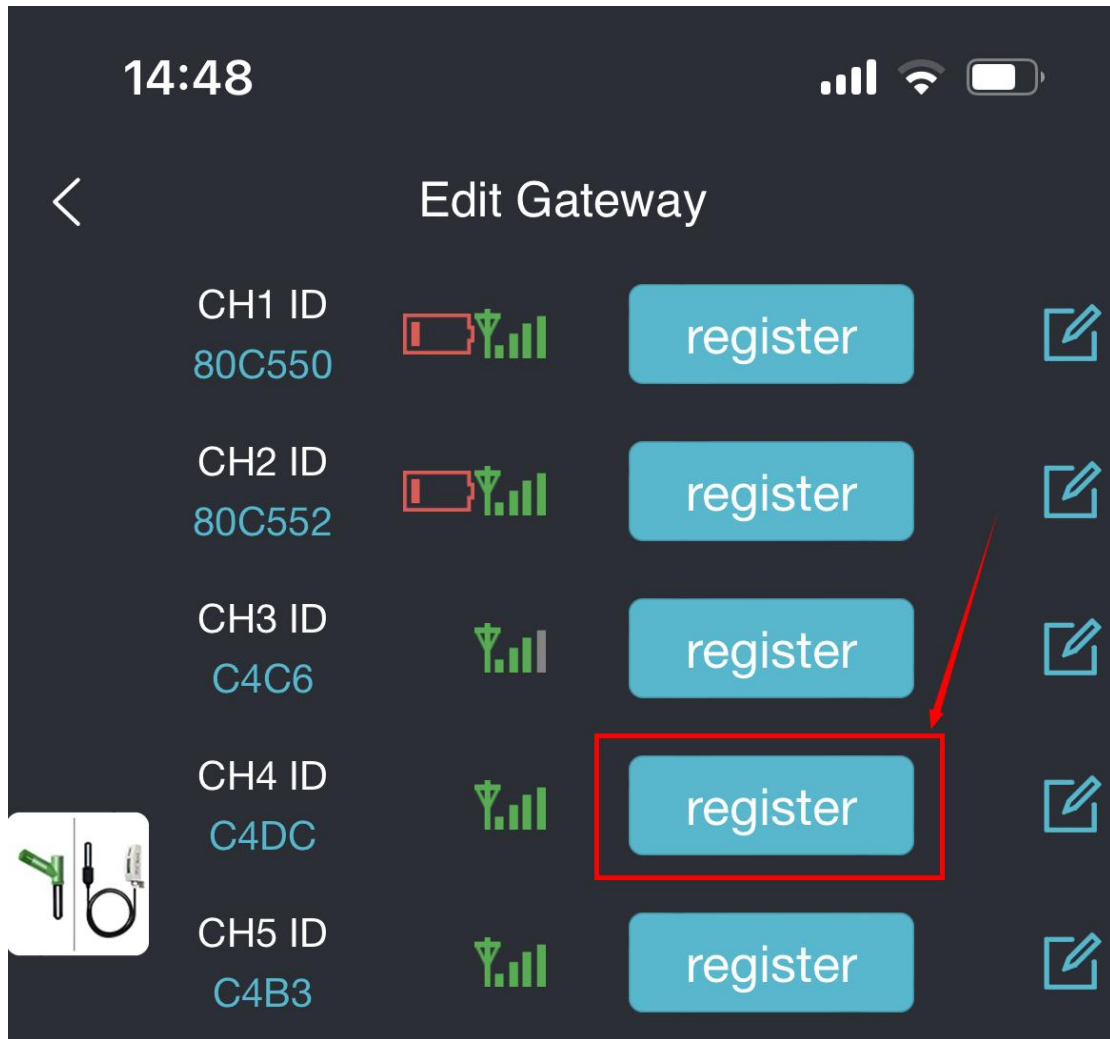 14:48
Edit Gateway
CH1 ID
80C550
register
CH2 ID
80C552
register
CH3 ID
C4C6
register
CH4 ID
C4DC
register
CH5 ID
C4B3
register